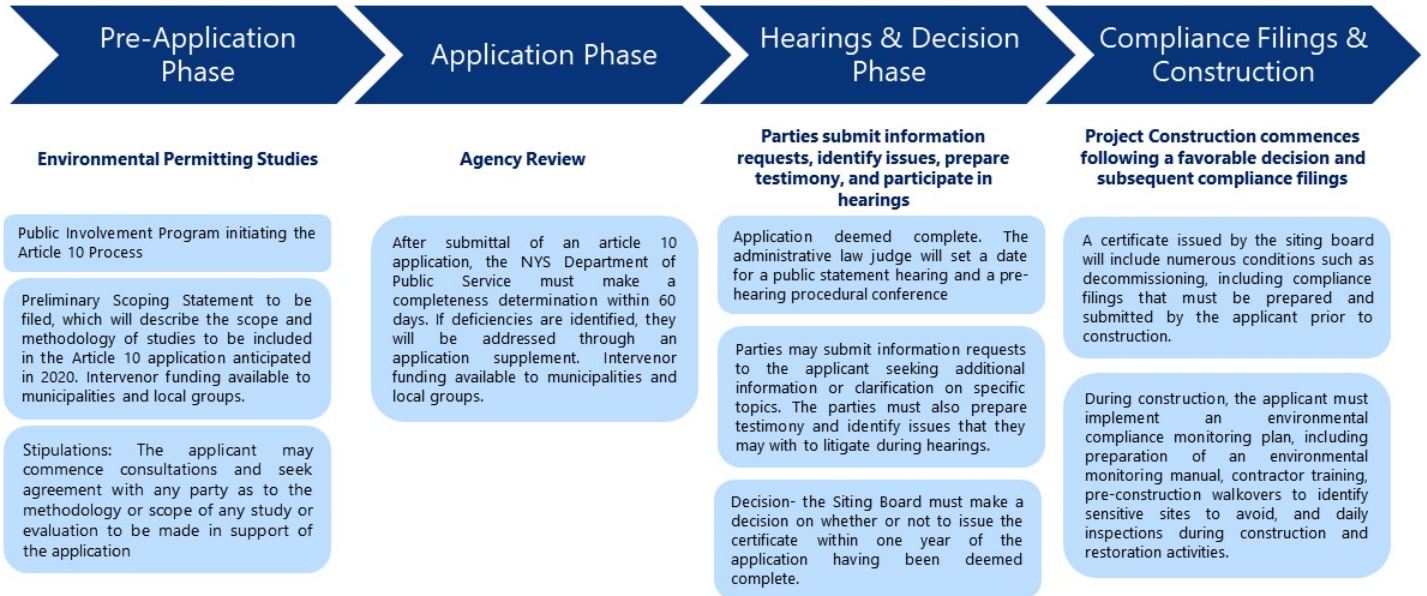 Pre-Application
Phase
Application Phase
Hearings & Decision
Phase
Compliance Filings &
Construction
Environmental Permitting Studies
Public Involvement Program initiating the
Article 10 Process
Preliminary Scoping Statement to be
filed, which will describe the scope and
methodology of studies to be included
in the Article 10 application anticipated
in 2020. Intervenor funding available to
municipalities and local groups.
Stipulations: The applicant may
commence consultations and seek
agreement with any party as to the
methodology or scope of any study or
evaluation to be made in support of
the application
Agency Review
After submittal of an article 10
application, the NYS Department of
Public Service must make a
completeness determination within 60
days. If deficiencies are identified, they
will be addressed through an
application supplement. Intervenor
funding available to municipalities and
local groups.
Parties submit information
requests, identify issues, prepare
testimony, and participate in
hearings
Application deemed complete. The
administrative law judge will set a date
for a public statement hearing and a pre-
hearing procedural conference
Parties may submit information requests
to the applicant seeking additional
information or clarification on specific
topics. The parties must also prepare
testimony and identify issues that they
may with to litigate during hearings.
Decision- the Siting Board must make a
decision on whether or not to issue the
certificate within one year of the
application having been deemed
complete.
Project Construction commences
following a favorable decision and
subsequent compliance filings
A certificate issued by the siting board
will include numerous conditions such as
decommissioning, including compliance
filings that must be prepared and
submitted by the applicant prior to
construction.
During construction, the applicant must
implement an environmental
compliance monitoring plan, including
preparation of an environmental
monitoring manual, contractor training,
pre-construction walkovers to identify
sensitive sites to avoid, and daily
inspections during construction and
restoration activities.